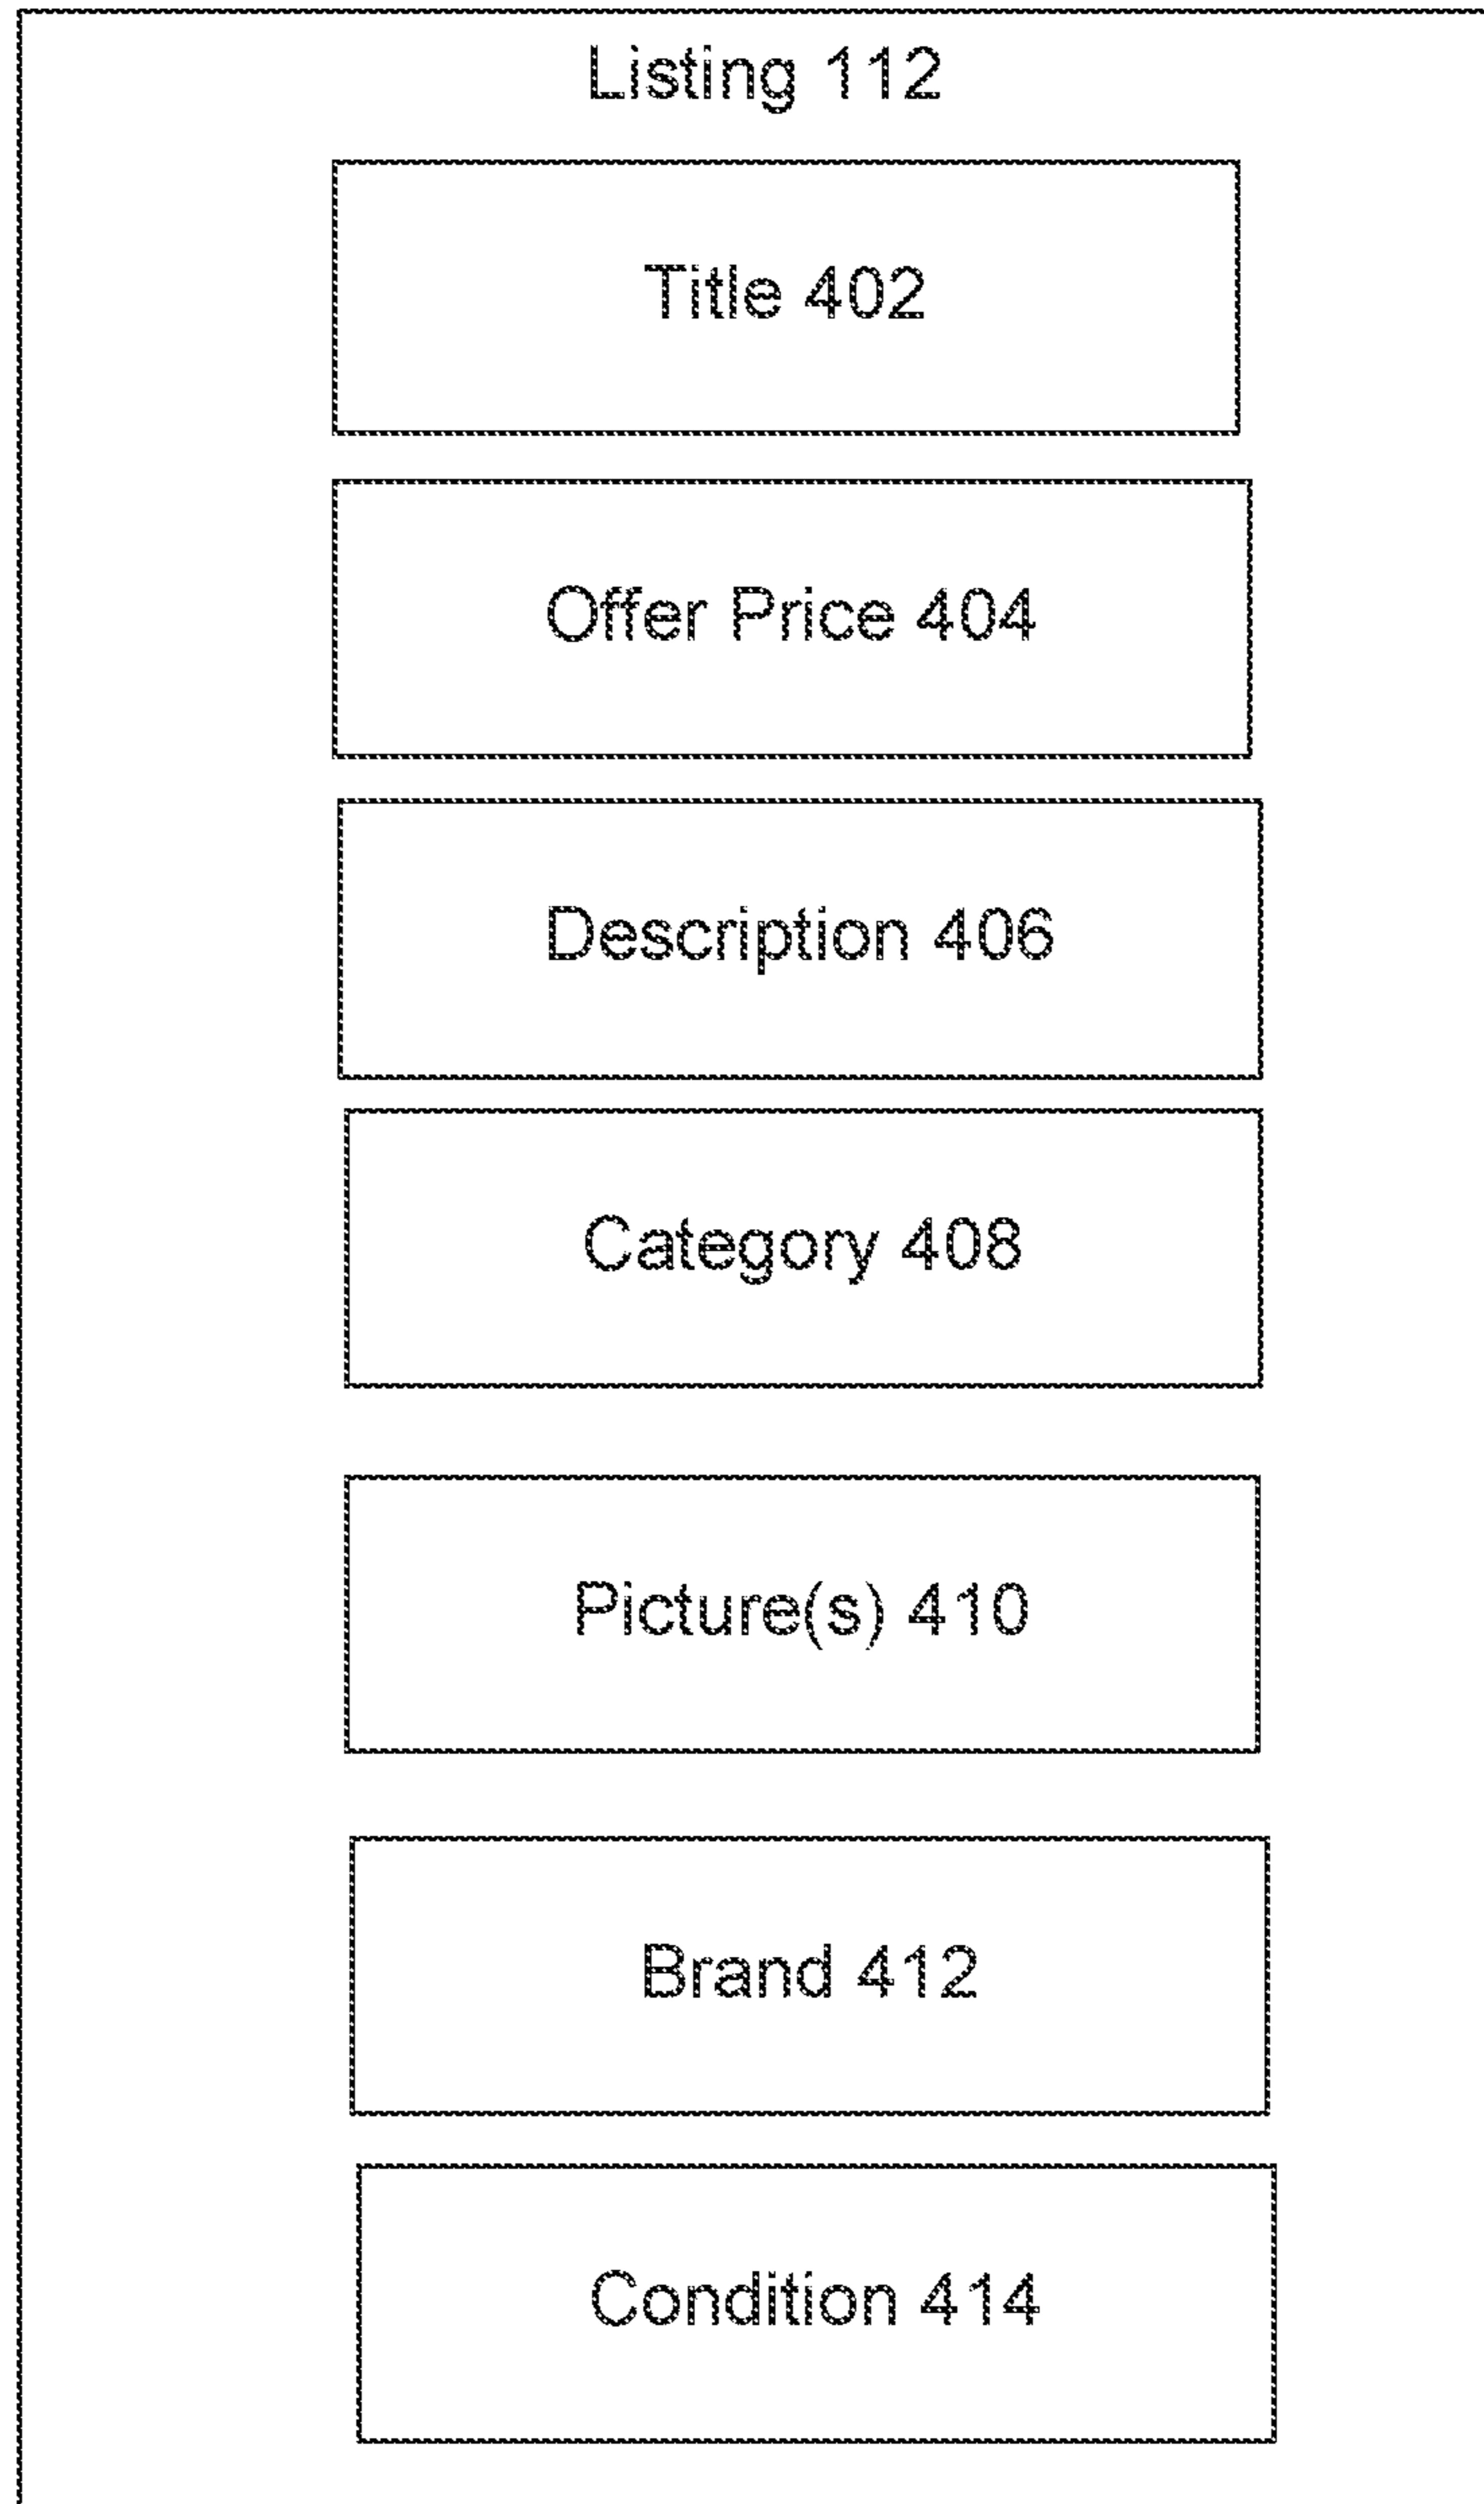 Listing 112
Title 402
Offer Price 404
Description 406
Category 408
Picture(s) 410
Brand 412
Condition 414